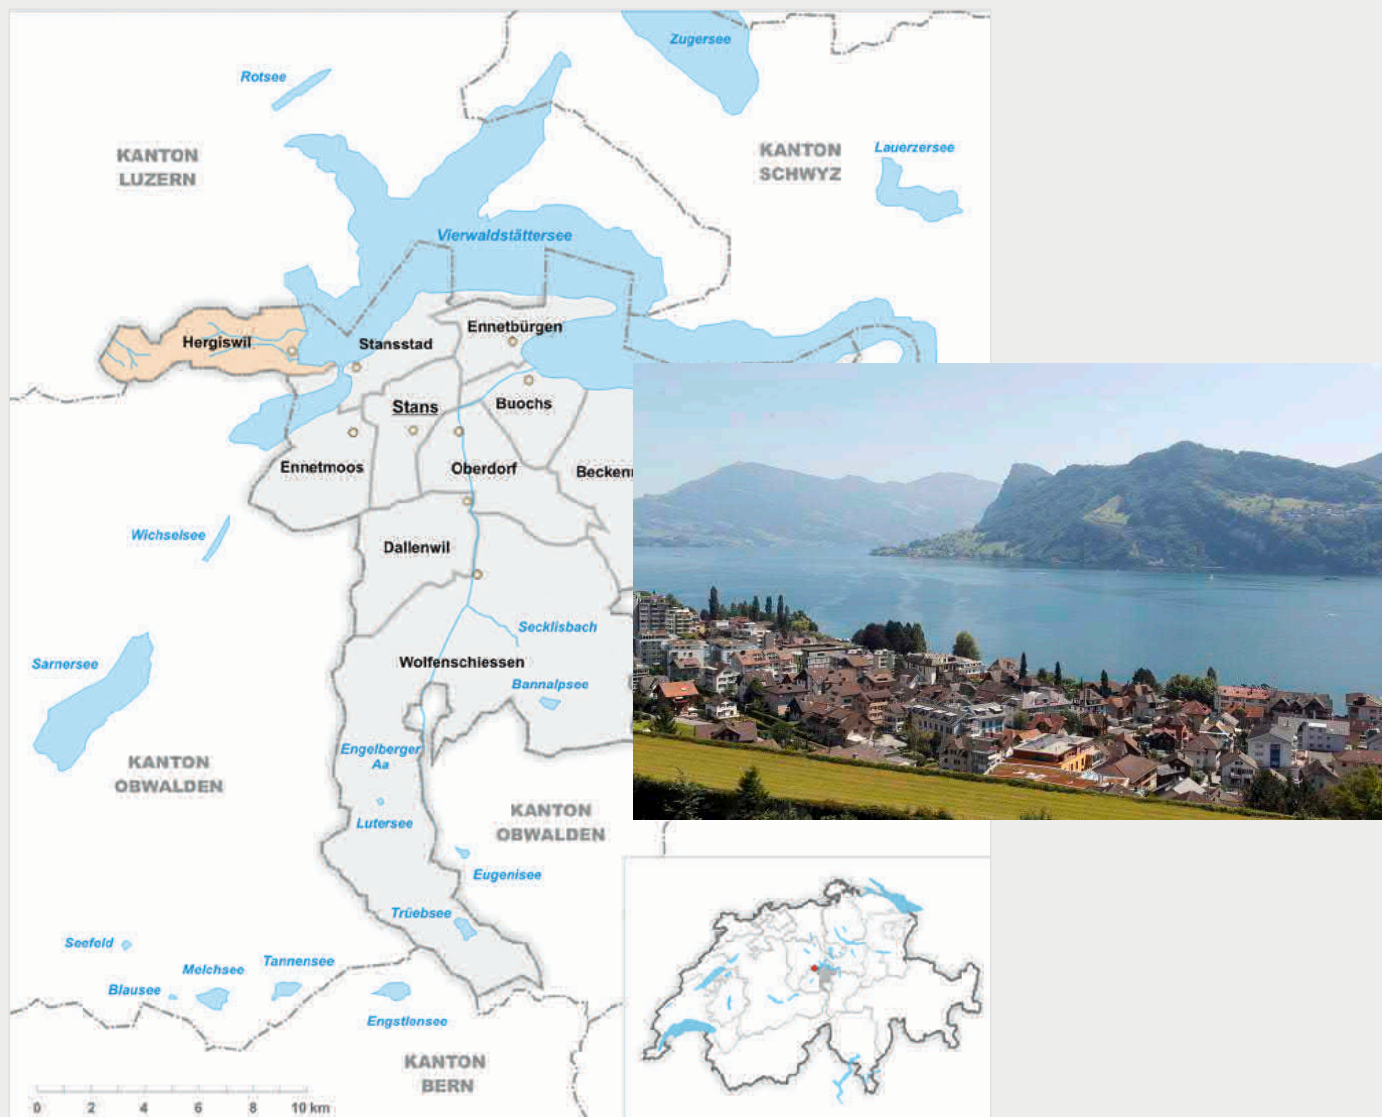 Zugersee
Rotsee
KANTON
LUZERN
KANTON
SCHWYZ
Lauerzersee
Vierwaldstättersee
Hergiswil
Stansstad
Ennetbürgen
Stans
Buochs
Ennetmoos
Oberdorf
Wichselsee
Dallenwil
Secklisbach
Sarnersee
Wolfenschiessen
Bannalpsee
Engelberger
Aa
KANTON
OBWALDEN
KANTON
OBWALDEN
Lutersee
Eugenisee
Trüebsee
Seefeld
Melchsee
Tannensee
Blausee
Engstlensee
KANTON
BERN
0 2 4 6 8 10 km